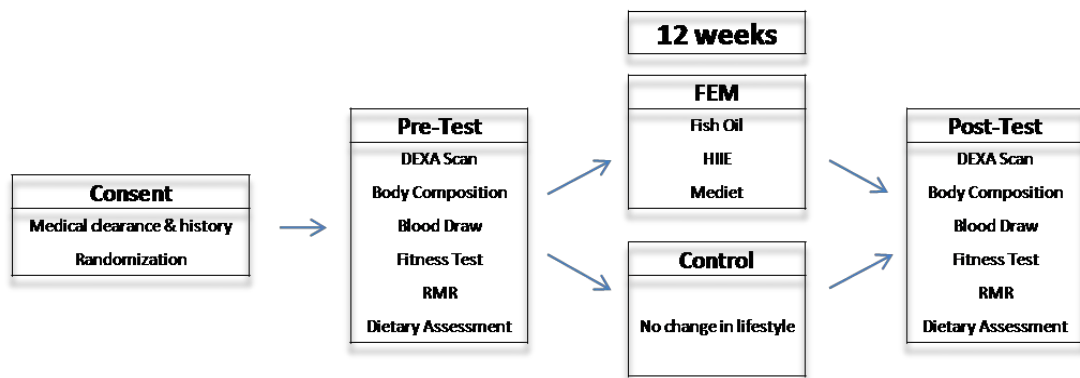 Consent
Medical clearance & history
Randomization
Pre-Test
DEXA Scan
Body Composition
Blood Draw
Fitness Test
RMR
Dietary Assessment
12 weeks
FEM
Fish Oil
HIIE
Mediet
Control
No change in lifestyle
Post-Test
DEXA Scan
Body Composition
Blood Draw
Fitness Test
RMR
Dietary Assessment